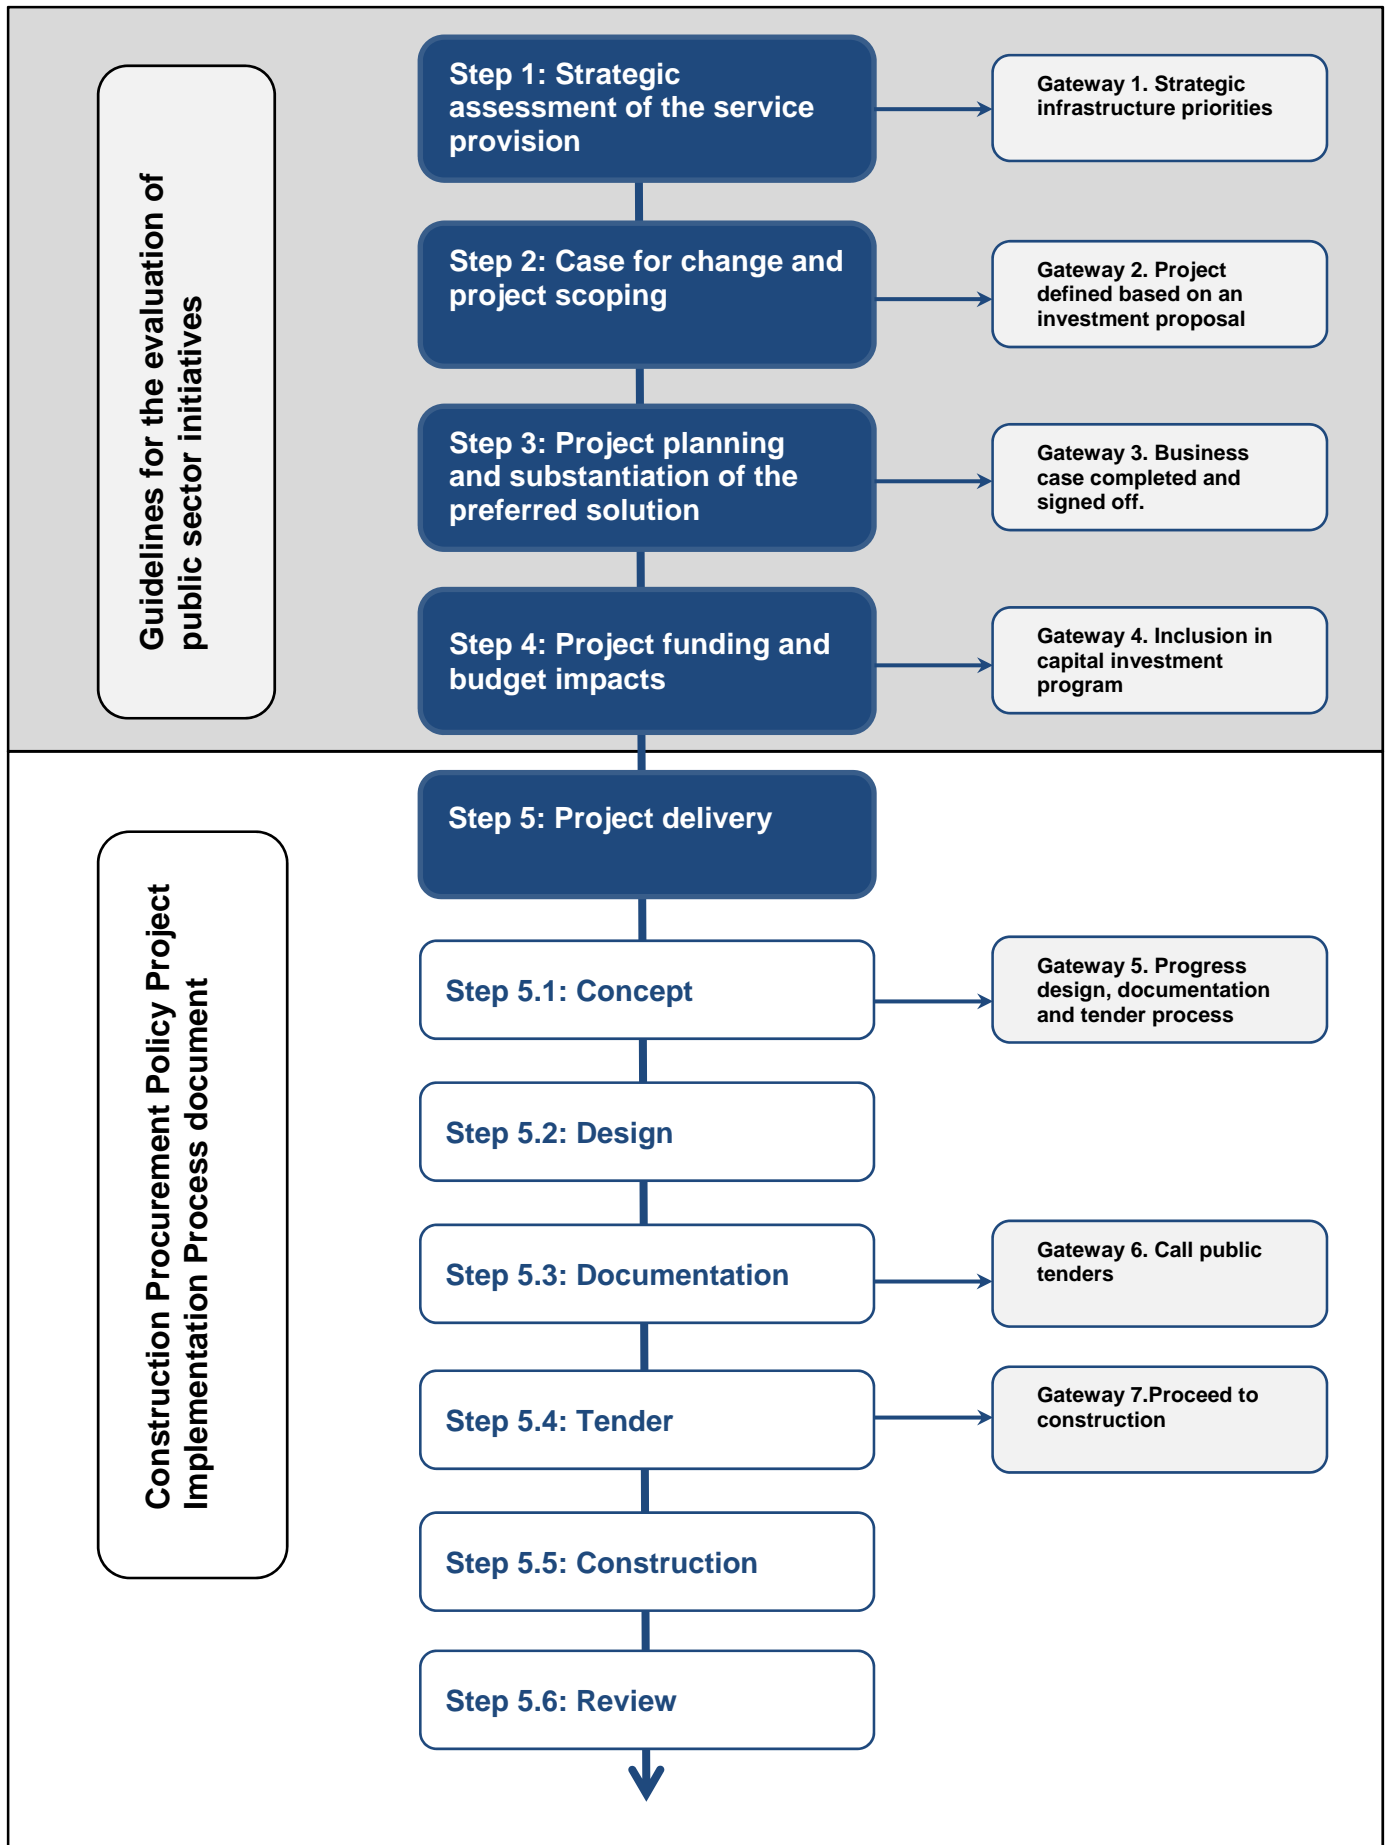 Guidelines for the evaluation of
public sector initiatives
Step 1: Strategic
assessment of the service
provision
Gateway 1. Strategic
infrastructure priorities
Step 2: Case for change and
project scoping
Gateway 2. Project
defined based on an
investment proposal
Step 3: Project planning
and substantiation of the
preferred solution
Gateway 3. Business
case completed and
signed off.
Step 4: Project funding and
budget impacts
Gateway 4. Inclusion in
capital investment
program
Construction Procurement Policy Project
Implementation Process document
Step 5: Project delivery
Step 5.1: Concept
Gateway 5. Progress
design, documentation
and tender process
Step 5.2: Design
Step 5.3: Documentation
Gateway 6. Call public
tenders
Step 5.4: Tender
Gateway 7.Proceed to
construction
Step 5.5: Construction
Step 5.6: Review